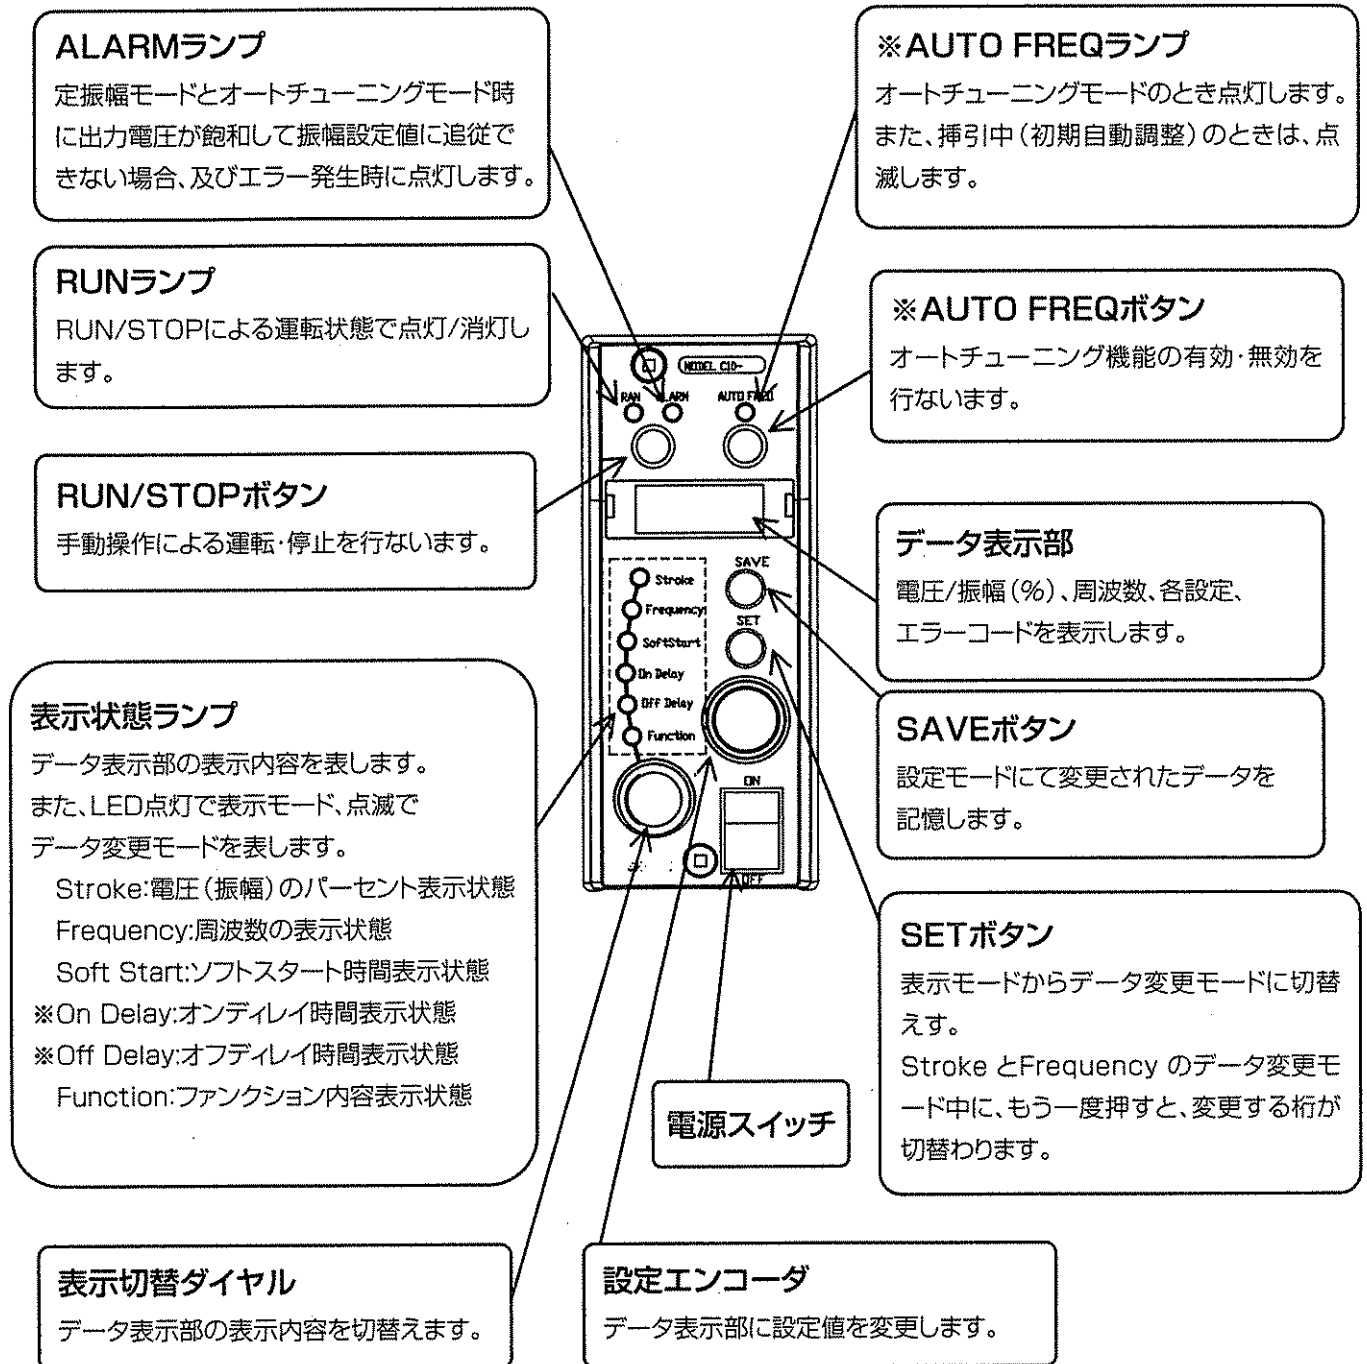 ALARMランプ
定振幅モードとオートチューニングモード時
に出力電圧が飽和して振幅設定値に追従で
きない場合、及びエラー発生時に点灯します。
※AUTO FREQランプ
オートチューニングモードのとき点灯します。
また、挿引中(初期自動調整)のときは、点
滅します。
RUNランプ
RUN/STOPによる運転状態で点灯/消灯し
ます。
※AUTO FREQボタン
オートチューニング機能の有効・無効を
行ないます。
RUN/STOPボタン
手動操作による運転・停止を行ないます。
データ表示部
電圧/振幅(%)、周波数、各設定、
エラーコードを表示します。
表示状態ランプ
データ表示部の表示内容を表します。
また、LED点灯で表示モード、点滅で
データ変更モードを表します。
Stroke:電圧(振幅)のパーセント表示状態
Frequency:周波数の表示状態
Soft Start:ソフトスタート時間表示状態
※On Delay:オンディレイ時間表示状態
※Off Delay:オフディレイ時間表示状態
Function:ファンクション内容表示状態
SAVEボタン
設定モードにて変更されたデータを
記憶します。
SETボタン
表示モードからデータ変更モードに切替
えす。
Stroke とFrequency のデータ変更モ
ード中に、もう一度押すと、変更する桁が
切替わります。
電源スイッチ
表示切替ダイヤル
データ表示部の表示内容を切替えます。
設定エンコーダ
データ表示部に設定値を変更します。
MODEL C10-
RAN
ALARM
AUTO FREQ
SAVE
SET
Stroke
Frequency
SoftStart
On Delay
Off Delay
Function
ON
OFF